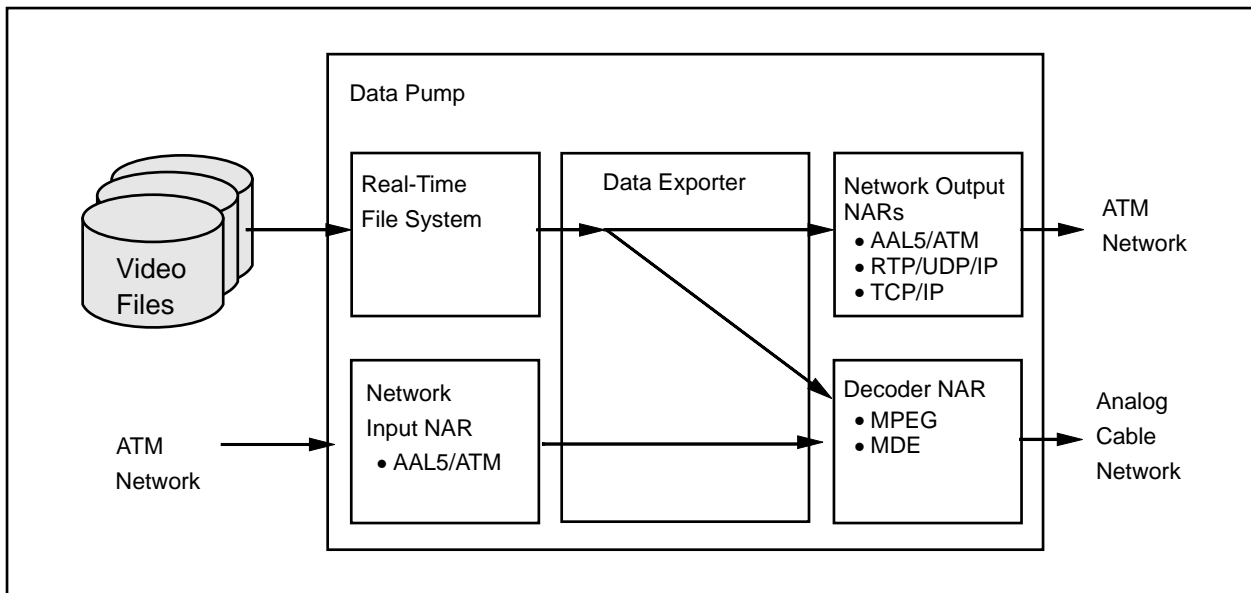 Data Pump
Video
Files
Real-Time
File System
Data Exporter
Network Output
NARs
• AAL5/ATM
• RTP/UDP/IP
• TCP/IP
ATM
Network
ATM
Network
Network
Input NAR
• AAL5/ATM
Decoder NAR
• MPEG
• MDE
Analog
Cable
Network